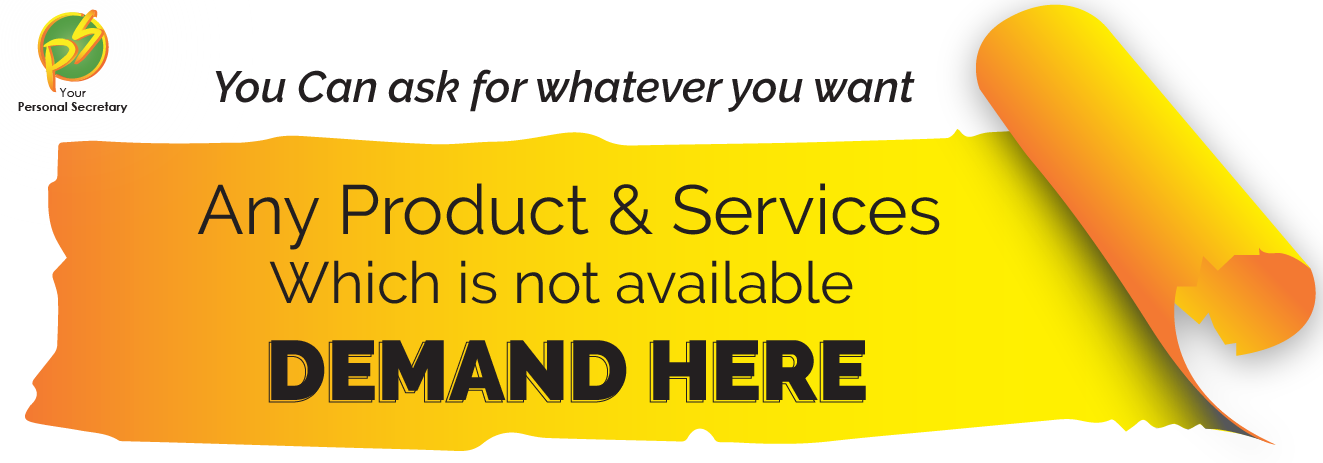 PS
Your
Personal Secretary
You Can ask for whatever you want
Any Product & Services
Which is not available
DEMAND HERE